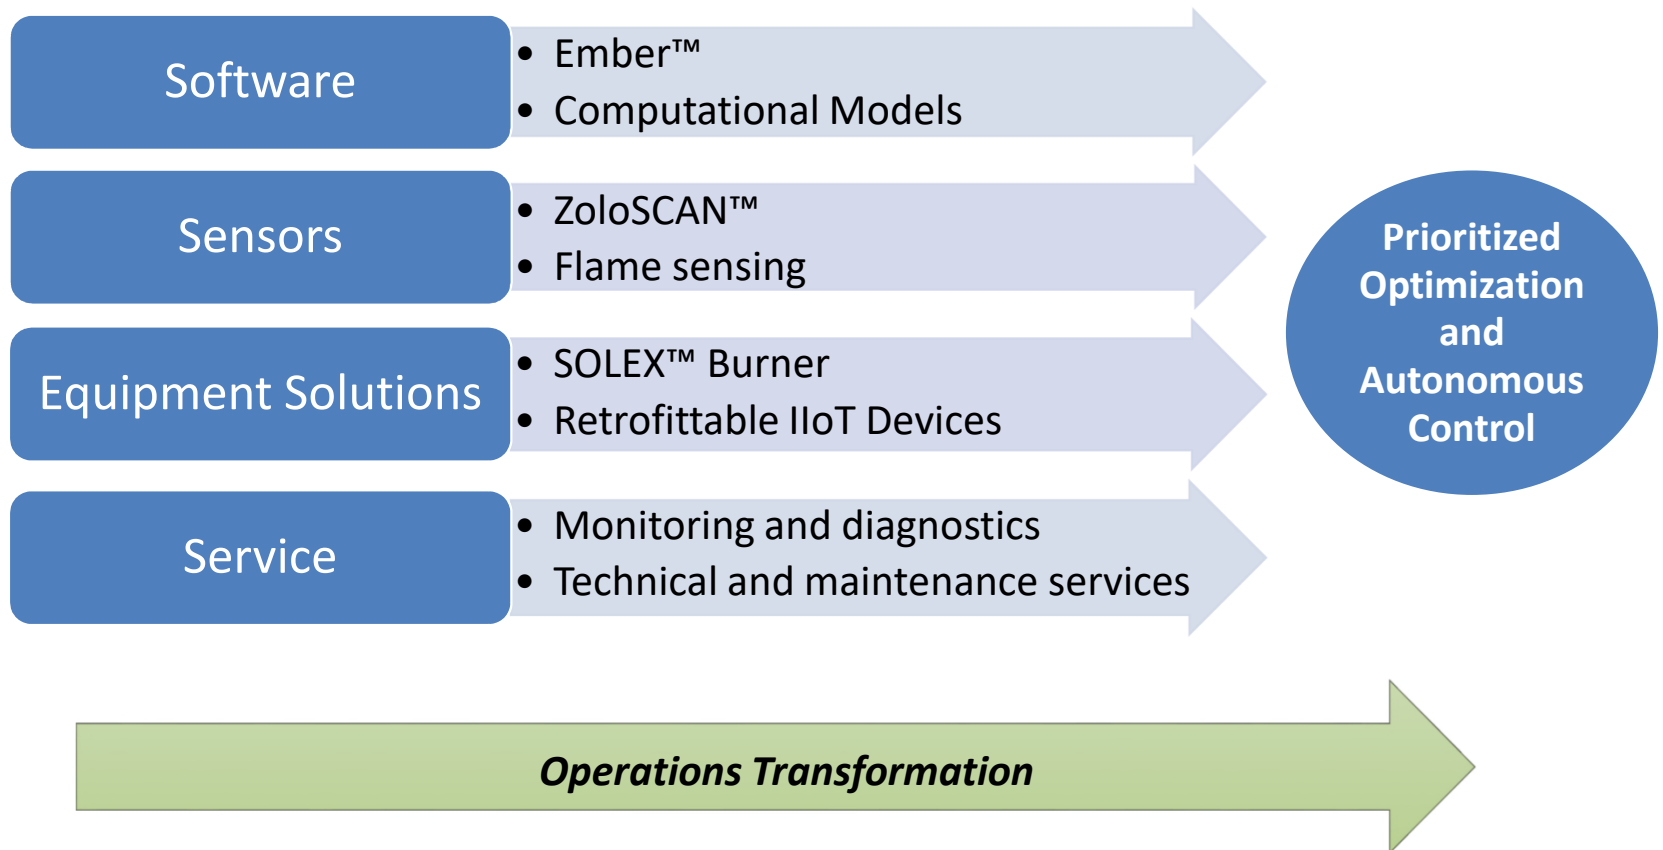 Software
• Ember™
• Computational Models
Sensors
• ZoloSCAN™
• Flame sensing
Equipment Solutions
• SOLEX™ Burner
• Retrofittable IIoT Devices
Service
• Monitoring and diagnostics
• Technical and maintenance services
Prioritized
Optimization
and
Autonomous
Control
Operations Transformation